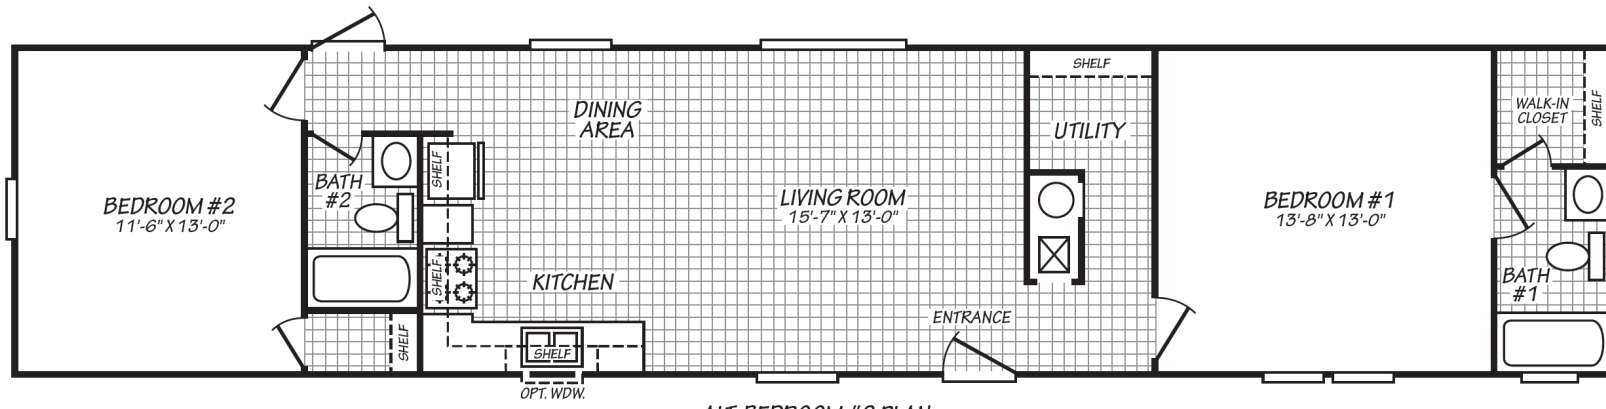 SHELF
DINING
AREA
UTILITY
WALK-IN
CLOSET
SHELF
SHELF
BATH
#2
BEDROOM #2
11'-6" X 13'-0"
LIVING ROOM
15'-7" X 13'-0"
BEDROOM #1
13'-8" X 13'-0"
SHELF
KITCHEN
BATH
#1
ENTRANCE
SHELF
SHELF
OPT. WDW.